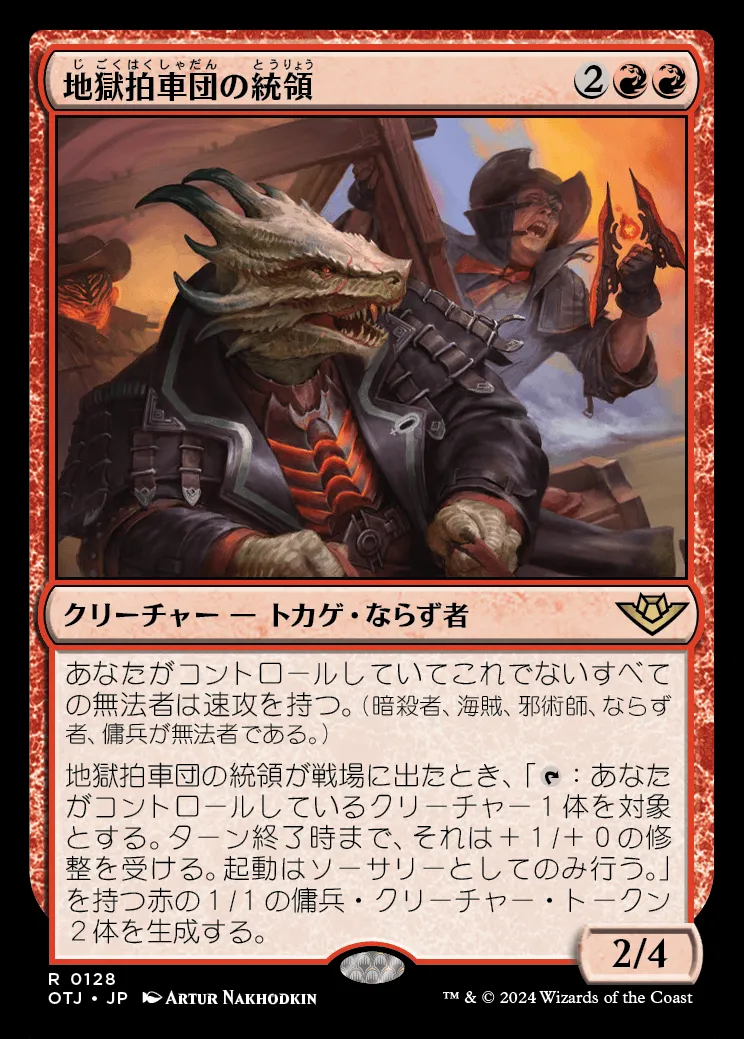 じごくはくしゃだん とうりょう
地獄拍車団の統領
2
クリーチャー — トカゲ・ならず者
あなたがコントロールしていてこれでないすべて
の無法者は速攻を持つ。（暗殺者、海賊、邪術師、ならず
者、傭兵が無法者である。）
地獄拍車団の統領が戦場に出たとき、「：あなた
がコントロールしているクリーチャー１体を対象
とする。ターン終了時まで、それは＋１/＋０の修
整を受ける。起動はソーサリーとしてのみ行う。」
を持つ赤の１/１の傭兵・クリーチャー・トークン
２体を生成する。
2/4
R 0128
OTJ • JP Artur Nakhodkin
™ & © 2024 Wizards of the Coast